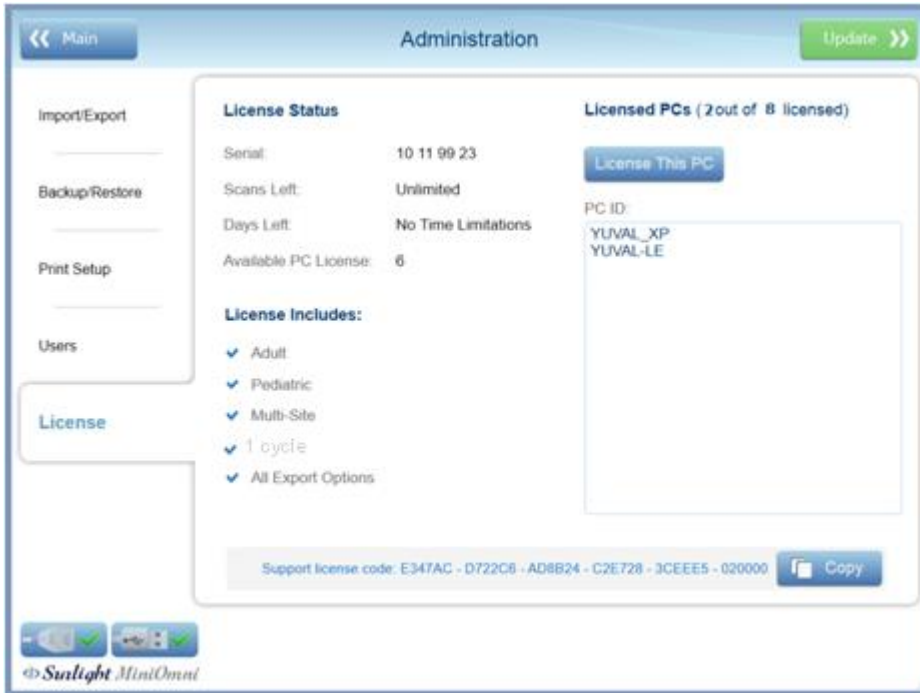 Main
Administration
Update
Import/Export
Backup/Restore
Print Setup
Users
License
License Status
Serial: 10 11 99 23
Scans Left: Unlimited
Days Left: No Time Limitations
Available PC License: 6
License Includes:
Adult
Pediatric
Multi-Site
1 cycle
All Export Options
Licensed PCs (2 out of 8 licensed)
License This PC
PC ID:
YUVAL_XP
YUVAL-LE
Support license code: E347AC - D722C6 - AD8B24 - C2E728 - 3CEEE5 - 020000
Copy
Sunlight MiniOmni